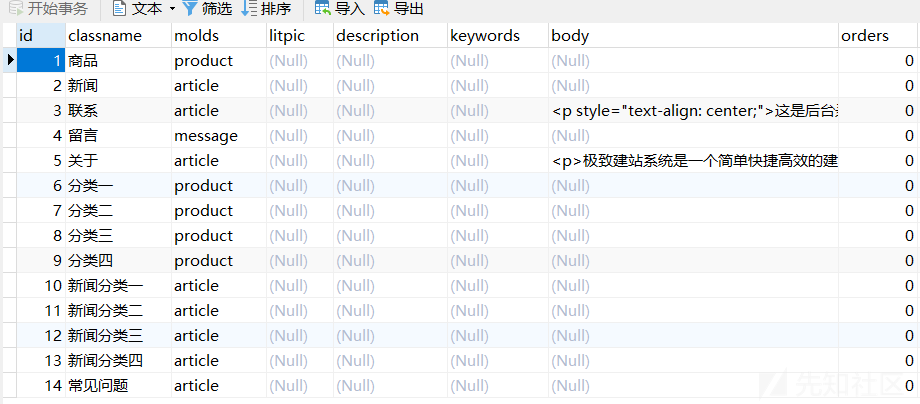 开始事务 文本 筛选 排序 导入 导出
id classname molds litpic description keywords body orders
1 商品 product (Null) (Null) (Null) (Null) 0
2 新闻 article (Null) (Null) (Null) (Null) 0
3 联系 article (Null) (Null) (Null) <p style="text-align: center;">这是后台 0
4 留言 message (Null) (Null) (Null) (Null) 0
5 关于 article (Null) (Null) (Null) <p>极致建站系统是一个简单快捷高效的建 0
6 分类一 product (Null) (Null) (Null) (Null) 0
7 分类二 product (Null) (Null) (Null) (Null) 0
8 分类三 product (Null) (Null) (Null) (Null) 0
9 分类四 product (Null) (Null) (Null) (Null) 0
10 新闻分类一 article (Null) (Null) (Null) (Null) 0
11 新闻分类二 article (Null) (Null) (Null) (Null) 0
12 新闻分类三 article (Null) (Null) (Null) (Null) 0
13 新闻分类四 article (Null) (Null) (Null) (Null) 0
14 常见问题 article (Null) (Null) (Null) (Null) 0
先知社区